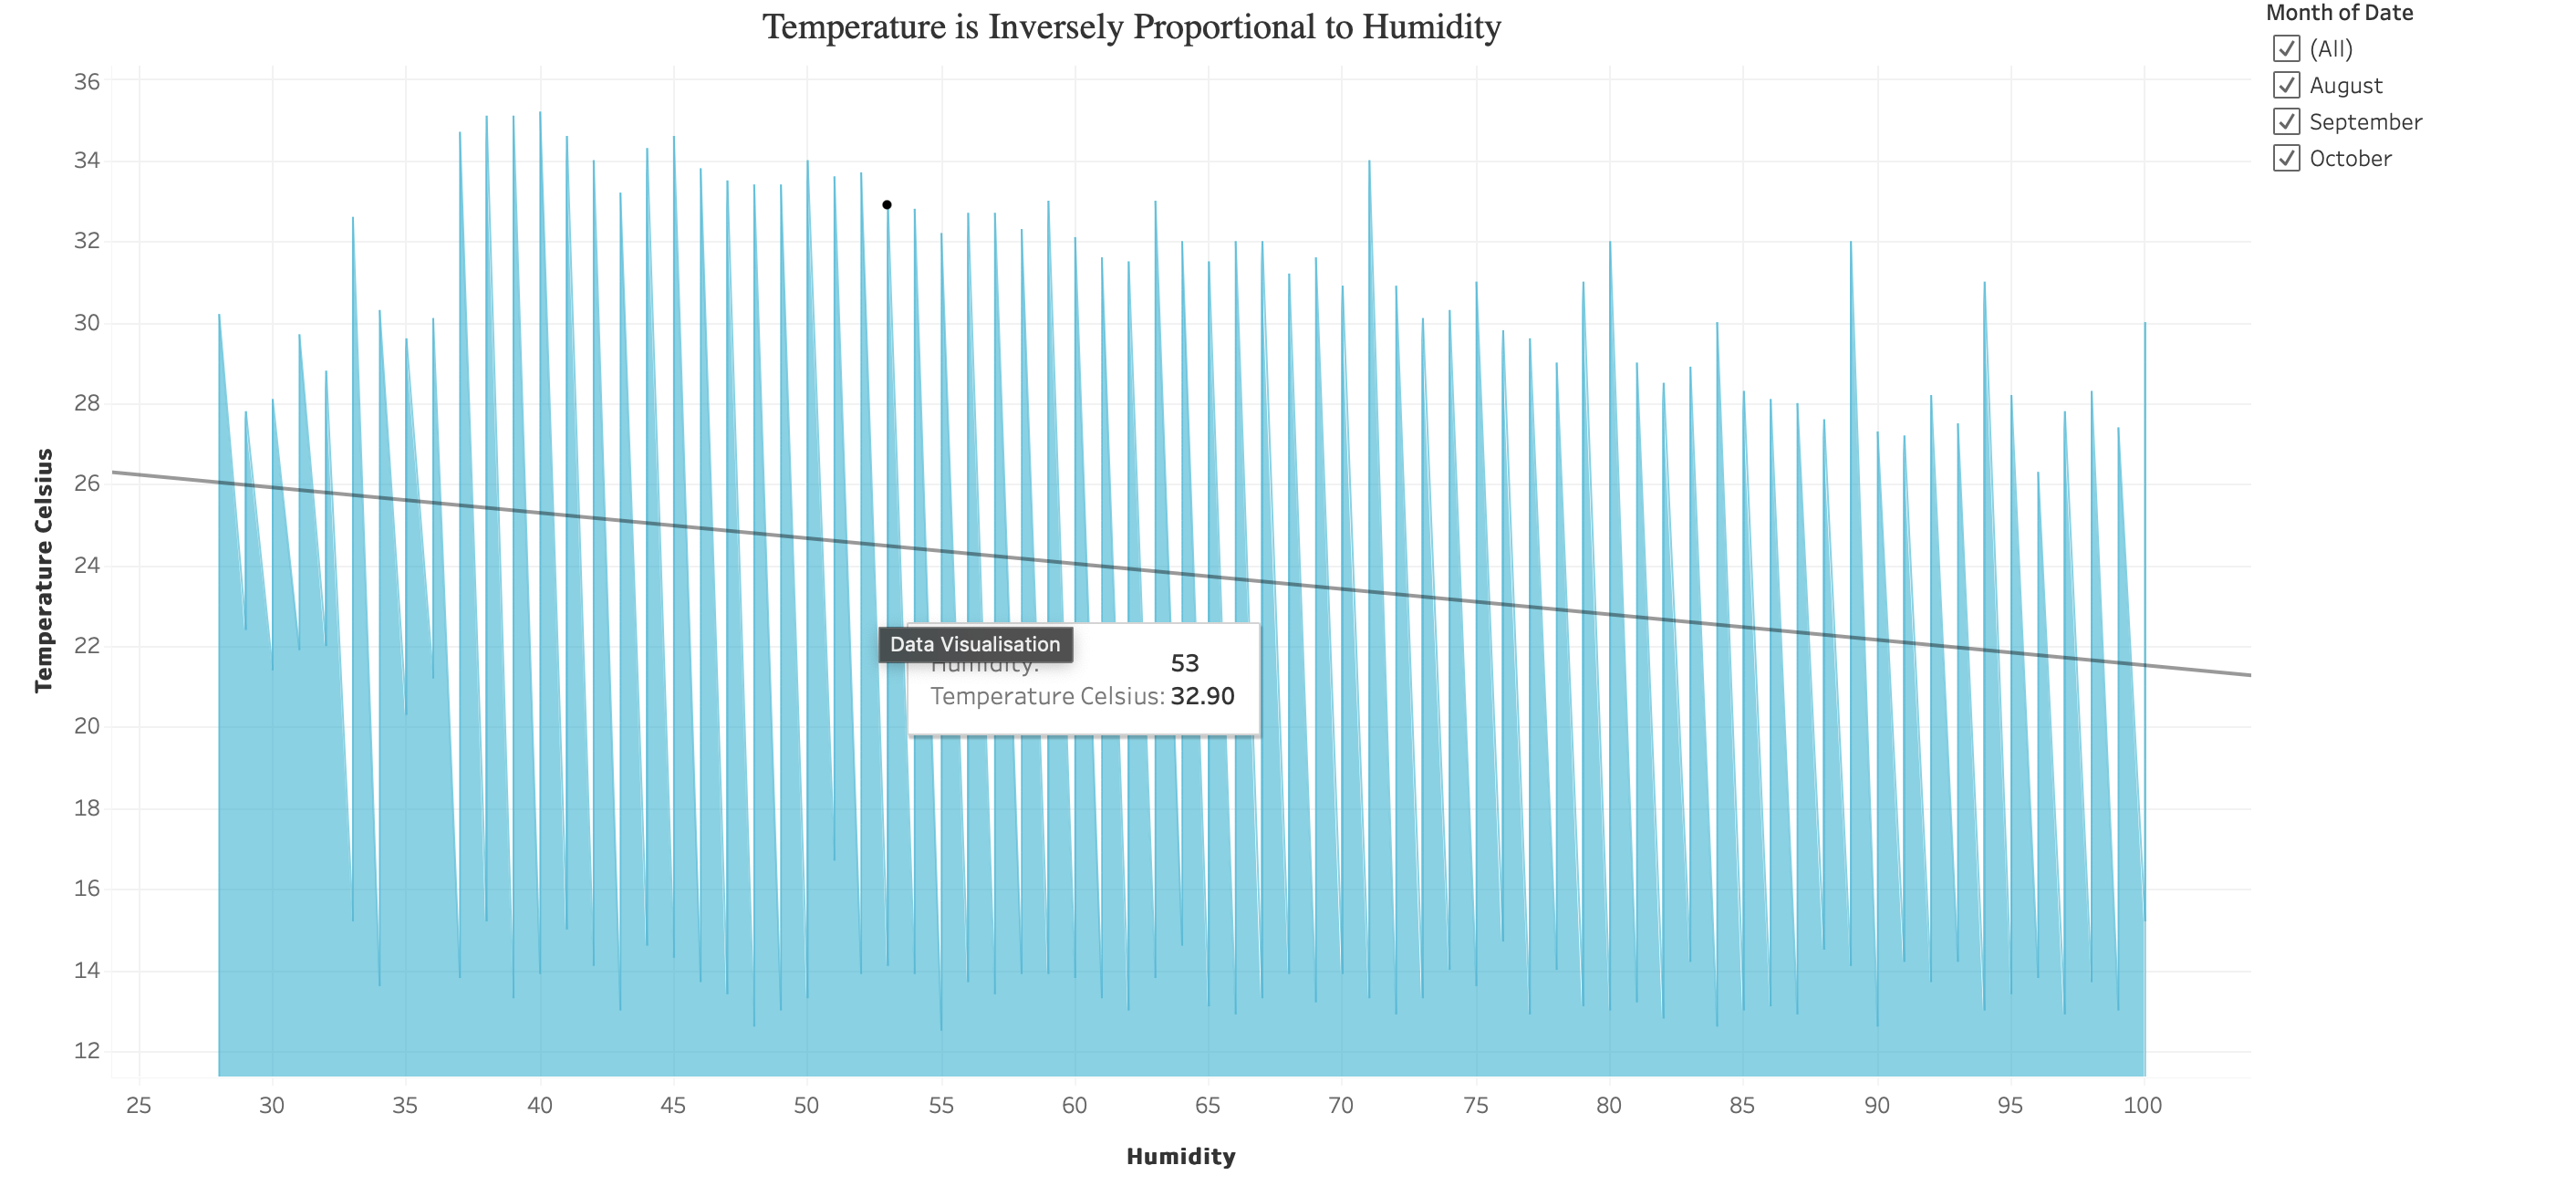 Temperature is Inversely Proportional to Humidity
Month of Date
(All)
August
September
October
Temperature Celsius
36
34
32
30
28
26
24
22
20
18
16
14
12
Data Visualisation
Humidity: 53
Temperature Celsius: 32.90
25 30 35 40 45 50 55 60 65 70 75 80 85 90 95 100
Humidity